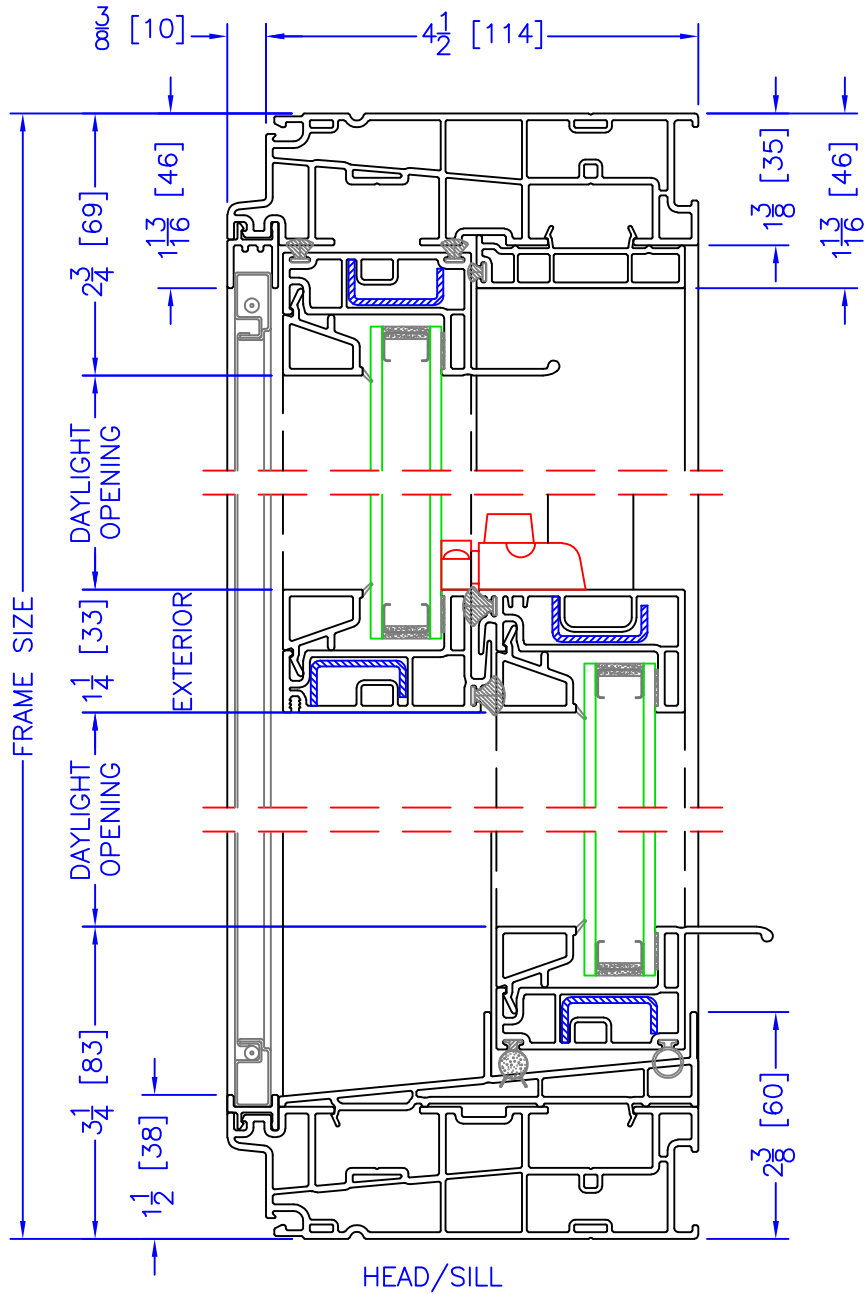 3/8 [10]
4 1/2 [114]
1 13/16 [46]
2 3/4 [69]
1 3/8 [35]
1 13/16 [46]
DAYLIGHT
OPENING
FRAME SIZE
1 1/4 [33]
EXTERIOR
DAYLIGHT
OPENING
3 1/4 [83]
1 1/2 [38]
2 3/8 [60]
HEAD/SILL